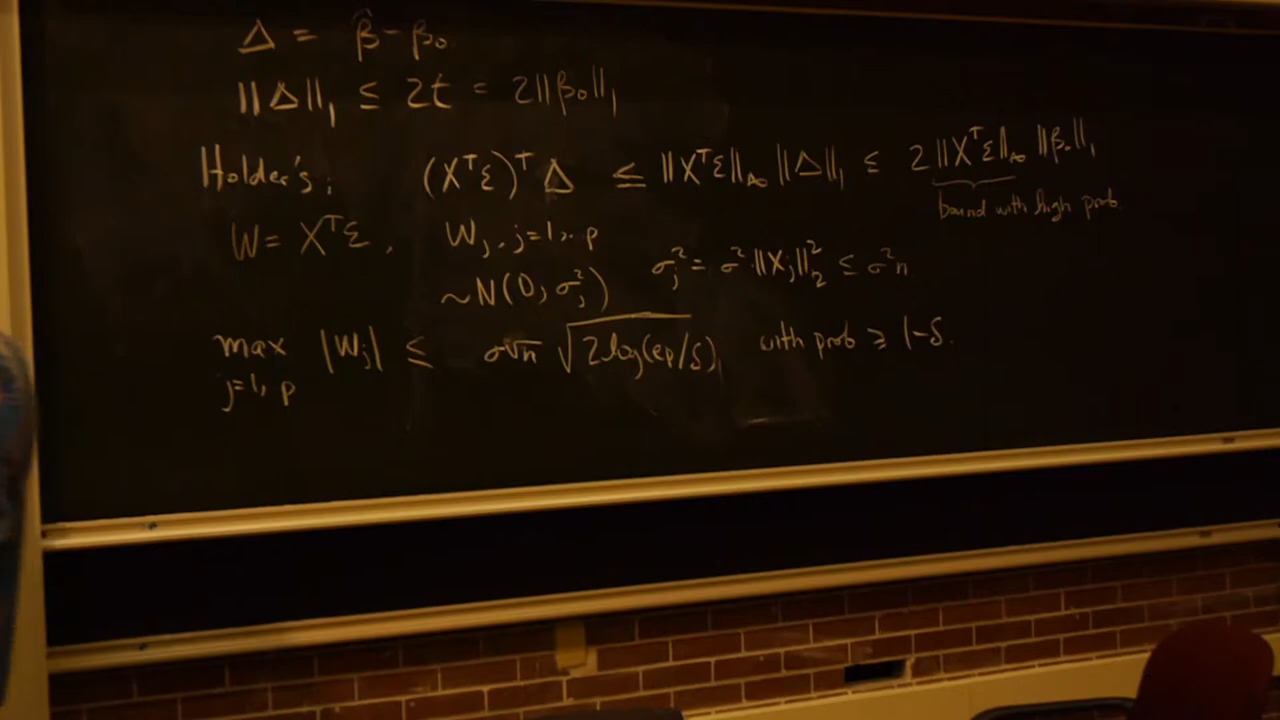 Δ = β̂ - β₀
||Δ||₁ ≤ 2t = 2||β₀||₁
Holder's: (Xᵀε)ᵀ Δ ≤ ||Xᵀε||∞ ||Δ||₁ ≤ 2 ||Xᵀε||∞ ||β₀||₁
bound with high prob.
W = Xᵀε, Wⱼ, j=1,..p
~N(0, σⱼ²) σⱼ² = σ² ||Xⱼ||₂² ≤ σ²n
max |Wⱼ| ≤ σ√n √2log(ep/δ), with prob ≥ 1-δ.
j=1, p